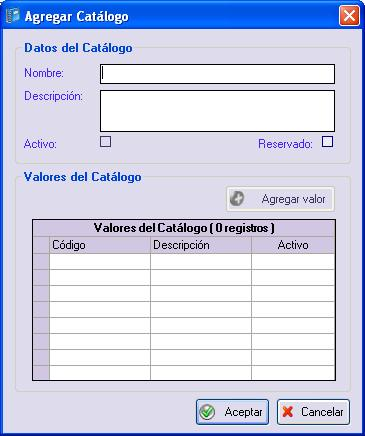 Agregar Catálogo
Datos del Catálogo
Nombre:
Descripción:
Activo: Reservado:
Valores del Catálogo
Agregar valor
Valores del Catálogo ( 0 registros )
Código Descripción Activo
Aceptar Cancelar